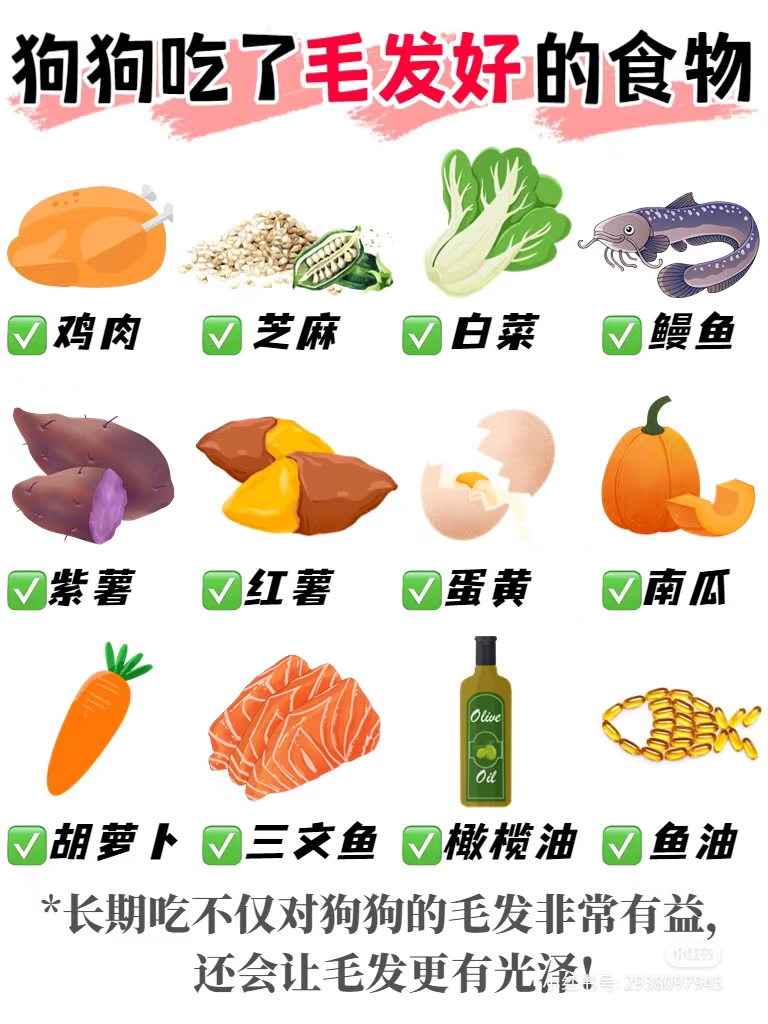 狗狗吃了毛发好的食物
鸡肉 芝麻 白菜 鳗鱼
紫薯 红薯 蛋黄 南瓜
Olive
Oil
胡萝卜 三文鱼 橄榄油 鱼油
*长期吃不仅对狗狗的毛发非常有益,
还会让毛发更有光泽!
小红书
小红书号: 2938097945